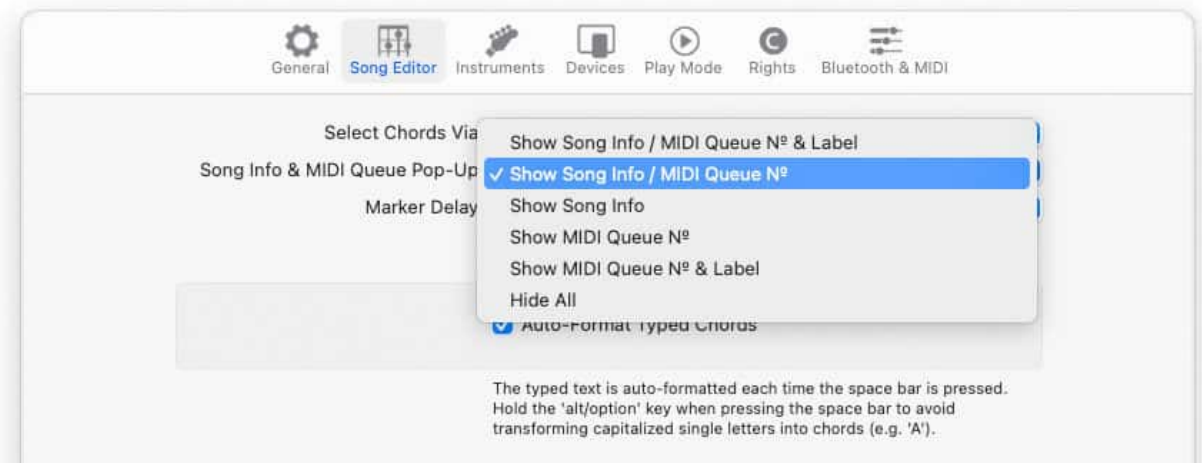 General Song Editor Instruments Devices Play Mode Rights Bluetooth & MIDI
Select Chords Via
Show Song Info / MIDI Queue Nº & Label
Song Info & MIDI Queue Pop-Up
✓ Show Song Info / MIDI Queue Nº
Marker Delay
Show Song Info
Show MIDI Queue Nº
Show MIDI Queue Nº & Label
Hide All
Auto-Format Typed Chords
The typed text is auto-formatted each time the space bar is pressed.
Hold the 'alt/option' key when pressing the space bar to avoid
transforming capitalized single letters into chords (e.g. 'A').